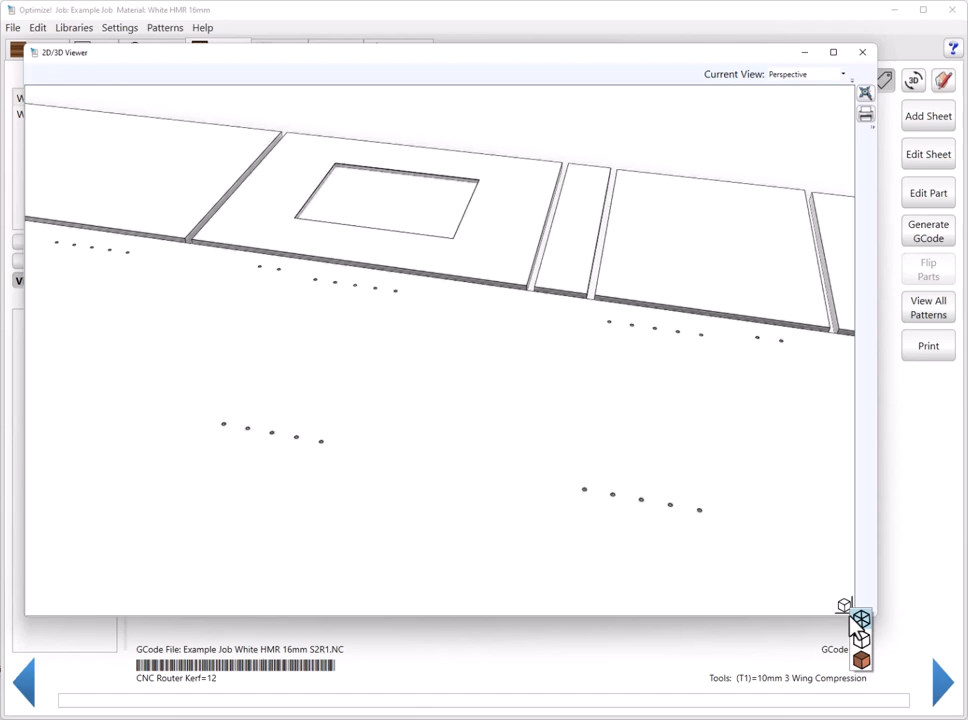 Optimize! Job: Example Job Material: White HMR 16mm
File Edit Libraries Settings Patterns Help
2D/3D Viewer
Current View: Perspective
?
3D
W
W
V
Add Sheet
Edit Sheet
Edit Part
Generate
GCode
Flip
Parts
View All
Patterns
Print
GCode File: Example Job White HMR 16mm S2R1.NC
GCode
CNC Router Kerf=12
Tools: (T1)=10mm 3 Wing Compression